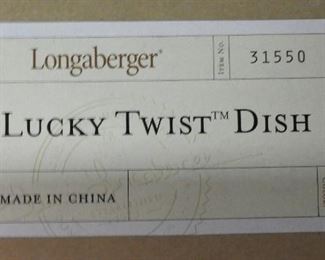 Longaberger® ITEM No. 31550
LUCKY TWIST™ DISH
MADE IN CHINA